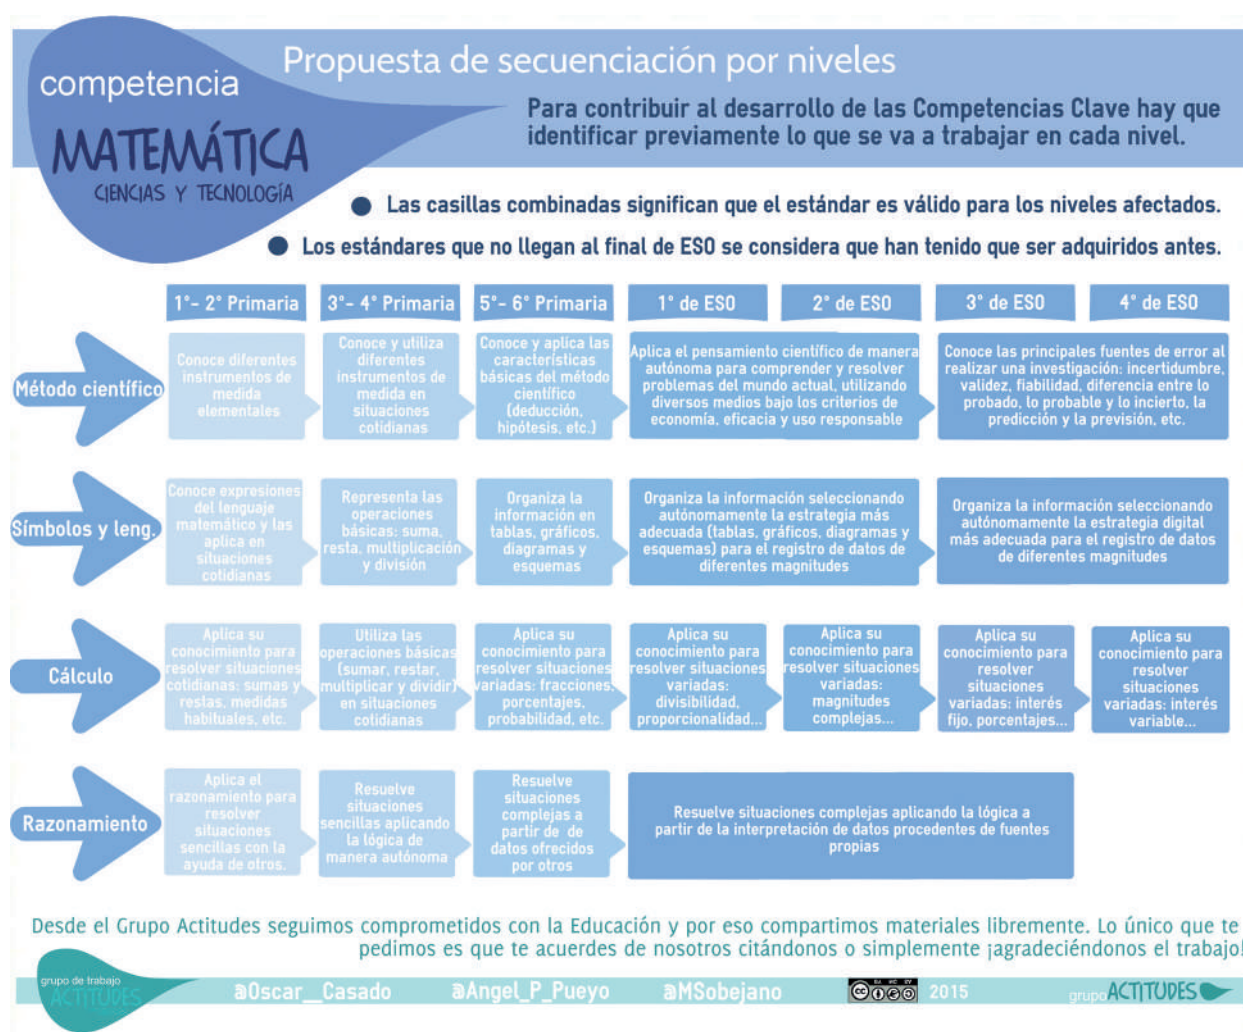 Propuesta de secuenciación por niveles
competencia
MATEMÁTICA
CIENCIAS Y TECNOLOGÍA
Para contribuir al desarrollo de las Competencias Clave hay que
identificar previamente lo que se va a trabajar en cada nivel.
Las casillas combinadas significan que el estándar es válido para los niveles afectados.
Los estándares que no llegan al final de ESO se considera que han tenido que ser adquiridos antes.
1°- 2° Primaria
3°- 4° Primaria
5°- 6° Primaria
1° de ESO
2° de ESO
3° de ESO
4° de ESO
Método científico
Conoce diferentes
instrumentos de
medida
elementales
Conoce y utiliza
diferentes
instrumentos de
medida en
situaciones
cotidianas
Conoce y aplica las
características
básicas del método
científico
(deducción,
hipótesis, etc.)
Aplica el pensamiento científico de manera
autónoma para comprender y resolver
problemas del mundo actual, utilizando
diversos medios bajo los criterios de
economía, eficacia y uso responsable
Conoce las principales fuentes de error al
realizar una investigación: incertidumbre,
validez, fiabilidad, diferencia entre lo
probado, lo probable y lo incierto, la
predicción y la previsión, etc.
Símbolos y leng.
Conoce expresiones
del lenguaje
matemático y las
aplica en
situaciones
cotidianas
Representa las
operaciones
básicas: suma,
resta, multiplicación
y división
Organiza la
información en
tablas, gráficos,
diagramas y
esquemas
Organiza la información seleccionando
autónomamente la estrategia más
adecuada (tablas, gráficos, diagramas y
esquemas) para el registro de datos de
diferentes magnitudes
Organiza la información seleccionando
autónomamente la estrategia digital
más adecuada para el registro de datos
de diferentes magnitudes
Cálculo
Aplica su
conocimiento para
resolver situaciones
cotidianas: sumas y
restas, medidas
habituales, etc.
Utiliza las
operaciones básicas
(sumar, restar,
multiplicar y dividir)
en situaciones
cotidianas
Aplica su
conocimiento para
resolver situaciones
variadas: fracciones,
porcentajes,
probabilidad, etc.
Aplica su
conocimiento para
resolver situaciones
variadas:
divisibilidad,
proporcionalidad...
Aplica su
conocimiento para
resolver situaciones
variadas:
magnitudes
complejas...
Aplica su
conocimiento para
resolver
situaciones
variadas: interés
fijo, porcentajes...
Aplica su
conocimiento para
resolver
situaciones
variadas: interés
variable...
Razonamiento
Aplica el
razonamiento para
resolver
situaciones
sencillas con la
ayuda de otros.
Resuelve
situaciones
sencillas aplicando
la lógica de
manera autónoma
Resuelve
situaciones
complejas a
partir de de
datos ofrecidos
por otros
Resuelve situaciones complejas aplicando la lógica a
partir de la interpretación de datos procedentes de fuentes
propias
Desde el Grupo Actitudes seguimos comprometidos con la Educación y por eso compartimos materiales libremente. Lo único que te
pedimos es que te acuerdes de nosotros citándonos o simplemente ¡agradeciéndonos el trabajo!
grupo de trabajo
ACTITUDES
@Oscar__Casado
@Angel_P_Pueyo
@MSobejano
2015
grupo ACTITUDES